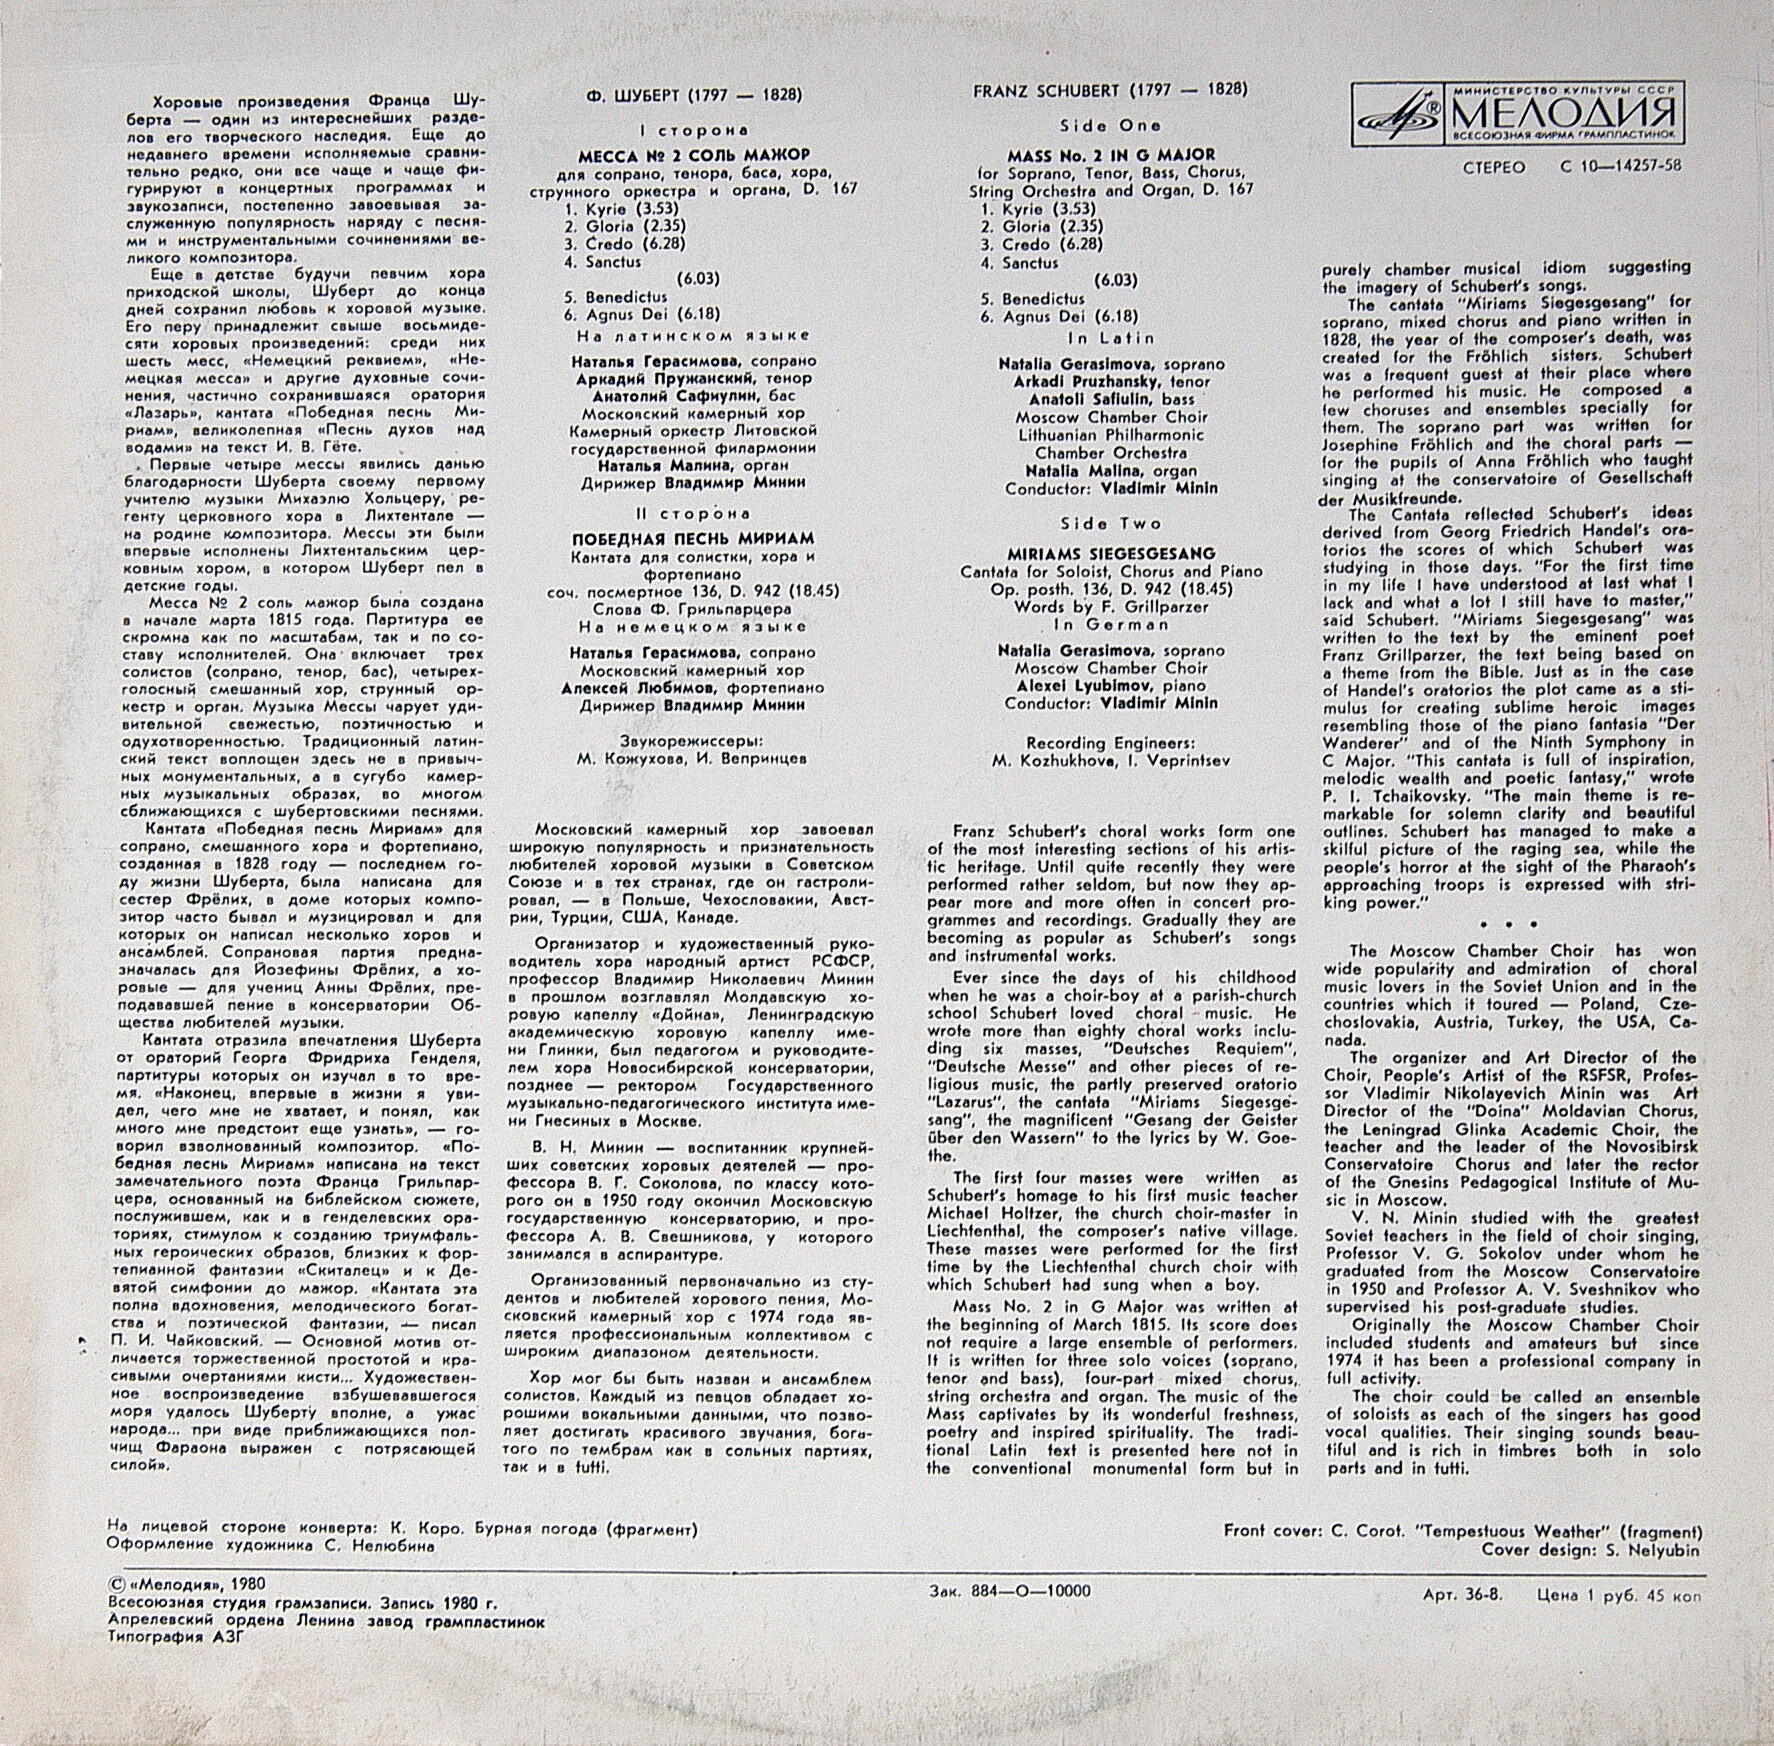 Хоровые произведения Франца Шу-
берта — один из интереснейших разде-
лов его творческого наследия. Еще до
недавнего времени исполняемые сравни-
тельно редко, они все чаще и чаще фи-
гурируют в концертных программах и
звукозаписи, постепенно завоевывая за-
служенную популярность наряду с песня-
ми и инструментальными сочинениями ве-
ликого композитора.
Еще в детстве будучи певчим хора
приходской школы, Шуберт до конца
дней сохранил любовь к хоровой музыке.
Его перу принадлежит свыше восьмиде-
сяти хоровых произведений: среди них
шесть месс, «Немецкий реквием», «Не-
мецкая месса» и другие духовные сочи-
нения, частично сохранившаяся оратория
«Лазарь», кантата «Победная песнь Ми-
риам», великолепная «Песнь духов над
водами» на текст И. В. Гёте.
Первые четыре мессы явились данью
благодарности Шуберта своему первому
учителю музыки Михаэлю Хольцеру, ре-
генту церковного хора в Лихтентале —
на родине композитора. Мессы эти были
впервые исполнены Лихтентальским цер-
ковным хором, в котором Шуберт пел в
детские годы.
Месса № 2 соль мажор была создана
в начале марта 1815 года. Партитура ее
скромна как по масштабам, так и по со-
ставу исполнителей. Она включает трех
солистов (сопрано, тенор, бас), четырех-
голосный смешанный хор, струнный ор-
кестр и орган. Музыка Мессы чарует уди-
вительной свежестью, поэтичностью и
одухотворенностью. Традиционный латин-
ский текст воплощен здесь не в привыч-
ных монументальных, а в сугубо камер-
ных музыкальных образах, во многом
сближающихся с шубертовскими песнями.
Кантата «Победная песнь Мириам» для
сопрано, смешанного хора и фортепиано,
созданная в 1828 году — последнем го-
ду жизни Шуберта, была написана для
сестер Фрёлих, в доме которых компо-
зитор часто бывал и музицировал и для
которых он написал несколько хоров и
ансамблей. Сопрановая партия предна-
значалась для Йозефины Фрёлих, а хо-
ровые — для учениц Анны Фрёлих, пре-
подававшей пение в консерватории Об-
щества любителей музыки.
Кантата отразила впечатления Шуберта
от ораторий Георга Фридриха Генделя,
партитуры которых он изучал в то вре-
мя. «Наконец, впервые в жизни я уви-
дел, чего мне не хватает, и понял, как
много мне предстоит еще узнать», — го-
ворил взволнованный композитор. «По-
бедная песнь Мириам» написана на текст
замечательного поэта Франца Грильпар-
цера, основанный на библейском сюжете,
послужившем, как и в генделевских ора-
ториях, стимулом к созданию триумфаль-
ных героических образов, близких к фор-
тепианной фантазии «Скиталец» и к Де-
вятой симфонии до мажор. «Кантата эта
полна вдохновения, мелодического богат-
ства и поэтической фантазии, — писал
П. И. Чайковский. — Основной мотив от-
личается торжественной простотой и кра-
сивыми очертаниями кисти... Художествен-
ное воспроизведение взбушевавшегося
моря удалось Шуберту вполне, а ужас
народа... при виде приближающихся пол-
чищ Фараона выражен с потрясающей
силой».
Ф. ШУБЕРТ (1797 — 1828)
I сторона
МЕССА № 2 СОЛЬ МАЖОР
для сопрано, тенора, баса, хора,
струнного оркестра и органа, D. 167
1. Kyrie (3.53)
2. Gloria (2.35)
3. Credo (6.28)
4. Sanctus
(6.03)
5. Benedictus
6. Agnus Dei (6.18)
На латинском языке
Наталья Герасимова, сопрано
Аркадий Пружанский, тенор
Анатолий Сафиулин, бас
Московский камерный хор
Камерный оркестр Литовской
государственной филармонии
Наталья Малина, орган
Дирижер Владимир Минин
II сторона
ПОБЕДНАЯ ПЕСНЬ МИРИАМ
Кантата для солистки, хора и
фортепиано
соч. посмертное 136, D. 942 (18.45)
Слова Ф. Грильпарцера
На немецком языке
Наталья Герасимова, сопрано
Московский камерный хор
Алексей Любимов, фортепиано
Дирижер Владимир Минин
Звукорежиссеры:
М. Кожухова, И. Вепринцев
Московский камерный хор завоевал
широкую популярность и признательность
любителей хоровой музыки в Советском
Союзе и в тех странах, где он гастроли-
ровал, — в Польше, Чехословакии, Авст-
рии, Турции, США, Канаде.
Организатор и художественный руко-
водитель хора народный артист РСФСР,
профессор Владимир Николаевич Минин
в прошлом возглавлял Молдавскую хо-
ровую капеллу «Дойна», Ленинградскую
академическую хоровую капеллу име-
ни Глинки, был педагогом и руководите-
лем хора Новосибирской консерватории,
позднее — ректором Государственного
музыкально-педагогического института име-
ни Гнесиных в Москве.
В. Н. Минин — воспитанник крупней-
ших советских хоровых деятелей — про-
фессора В. Г. Соколова, по классу кото-
рого он в 1950 году окончил Московскую
государственную консерваторию, и про-
фессора А. В. Свешникова, у которого
занимался в аспирантуре.
Организованный первоначально из сту-
дентов и любителей хорового пения, Мо-
сковский камерный хор с 1974 года яв-
ляется профессиональным коллективом с
широким диапазоном деятельности.
Хор мог бы быть назван и ансамблем
солистов. Каждый из певцов обладает хо-
рошими вокальными данными, что позво-
ляет достигать красивого звучания, бога-
того по тембрам как в сольных партиях,
так и в tutti.
FRANZ SCHUBERT (1797 — 1828)
Side One
MASS No. 2 IN G MAJOR
for Soprano, Tenor, Bass, Chorus,
String Orchestra and Organ, D. 167
1. Kyrie (3.53)
2. Gloria (2.35)
3. Credo (6.28)
4. Sanctus
(6.03)
5. Benedictus
6. Agnus Dei (6.18)
In Latin
Natalia Gerasimova, soprano
Arkadi Pruzhansky, tenor
Anatoli Safiulin, bass
Moscow Chamber Choir
Lithuanian Philharmonic
Chamber Orchestra
Natalia Malina, organ
Conductor: Vladimir Minin
Side Two
MIRIAMS SIEGESGESANG
Cantata for Soloist, Chorus and Piano
Op. posth. 136, D. 942 (18.45)
Words by F. Grillparzer
In German
Natalia Gerasimova, soprano
Moscow Chamber Choir
Alexei Lyubimov, piano
Conductor: Vladimir Minin
Recording Engineers:
M. Kozhukhova, I. Veprintsev
Franz Schubert's choral works form one
of the most interesting sections of his artis-
tic heritage. Until quite recently they were
performed rather seldom, but now they ap-
pear more and more often in concert pro-
grammes and recordings. Gradually they are
becoming as popular as Schubert's songs
and instrumental works.
Ever since the days of his childhood
when he was a choir-boy at a parish-church
school Schubert loved choral music. He
wrote more than eighty choral works inclu-
ding six masses, "Deutsches Requiem",
"Deutsche Messe" and other pieces of re-
ligious music, the partly preserved oratorio
"Lazarus", the cantata "Miriams Siegesge-
sang", the magnificent "Gesang der Geister
über den Wassern" to the lyrics by W. Goe-
the.
The first four masses were written as
Schubert's homage to his first music teacher
Michael Holtzer, the church choir-master in
Liechtenthal, the composer's native village.
These masses were performed for the first
time by the Liechtenthal church choir with
which Schubert had sung when a boy.
Mass No. 2 in G Major was written at
the beginning of March 1815. Its score does
not require a large ensemble of performers.
It is written for three solo voices (soprano,
tenor and bass), four-part mixed chorus,
string orchestra and organ. The music of the
Mass captivates by its wonderful freshness,
poetry and inspired spirituality. The tradi-
tional Latin text is presented here not in
the conventional monumental form but in
МИНИСТЕРСТВО КУЛЬТУРЫ СССР
® МЕЛОДИЯ
ВСЕСОЮЗНАЯ ФИРМА ГРАМПЛАСТИНОК
СТЕРЕО С 10—14257-58
purely chamber musical idiom suggesting
the imagery of Schubert's songs.
The cantata "Miriams Siegesgesang" for
soprano, mixed chorus and piano written in
1828, the year of the composer's death, was
created for the Fröhlich sisters. Schubert
was a frequent guest at their place where
he performed his music. He composed a
few choruses and ensembles specially for
them. The soprano part was written for
Josephine Fröhlich and the choral parts —
for the pupils of Anna Fröhlich who taught
singing at the conservatoire of Gesellschaft
der Musikfreunde.
The Cantata reflected Schubert's ideas
derived from Georg Friedrich Handel's ora-
torios the scores of which Schubert was
studying in those days. "For the first time
in my life I have understood at last what I
lack and what a lot I still have to master,"
said Schubert. "Miriams Siegesgesang" was
written to the text by the eminent poet
Franz Grillparzer, the text being based on
a theme from the Bible. Just as in the case
of Handel's oratorios the plot came as a sti-
mulus for creating sublime heroic images
resembling those of the piano fantasia "Der
Wanderer" and of the Ninth Symphony in
C Major. "This cantata is full of inspiration,
melodic wealth and poetic fantasy," wrote
P. I. Tchaikovsky. "The main theme is re-
markable for solemn clarity and beautiful
outlines. Schubert has managed to make a
skilful picture of the raging sea, while the
people's horror at the sight of the Pharaoh's
approaching troops is expressed with stri-
king power."
• • •
The Moscow Chamber Choir has won
wide popularity and admiration of choral
music lovers in the Soviet Union and in the
countries which it toured — Poland, Cze-
choslovakia, Austria, Turkey, the USA, Ca-
nada.
The organizer and Art Director of the
Choir, People's Artist of the RSFSR, Profes-
sor Vladimir Nikolayevich Minin was Art
Director of the "Doina" Moldavian Chorus,
the Leningrad Glinka Academic Choir, the
teacher and the leader of the Novosibirsk
Conservatoire Chorus and later the rector
of the Gnesins Pedagogical Institute of Mu-
sic in Moscow.
V. N. Minin studied with the greatest
Soviet teachers in the field of choir singing,
Professor V. G. Sokolov under whom he
graduated from the Moscow Conservatoire
in 1950 and Professor A. V. Sveshnikov who
supervised his post-graduate studies.
Originally the Moscow Chamber Choir
included students and amateurs but since
1974 it has been a professional company in
full activity.
The choir could be called an ensemble
of soloists as each of the singers has good
vocal qualities. Their singing sounds beau-
tiful and is rich in timbres both in solo
parts and in tutti.
На лицевой стороне конверта: К. Коро. Бурная погода (фрагмент)
Оформление художника С. Нелюбина
Front cover: C. Corot. "Tempestuous Weather" (fragment)
Cover design: S. Nelyubin
© «Мелодия», 1980
Всесоюзная студия грамзаписи. Запись 1980 г.
Апрелевский ордена Ленина завод грампластинок
Типография АЗГ
Зак. 884—О—10000
Арт. 36-8. Цена 1 руб. 45 коп